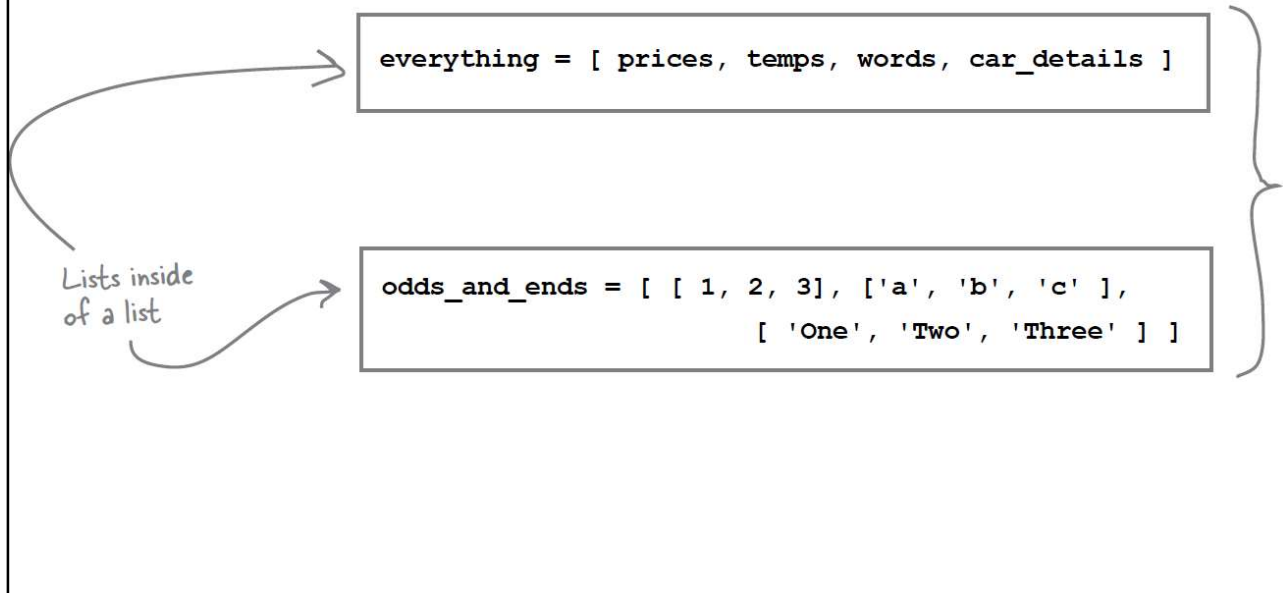 everything = [ prices, temps, words, car_details ]
Lists inside
of a list
odds_and_ends = [ [ 1, 2, 3], ['a', 'b', 'c' ],
[ 'One', 'Two', 'Three' ] ]